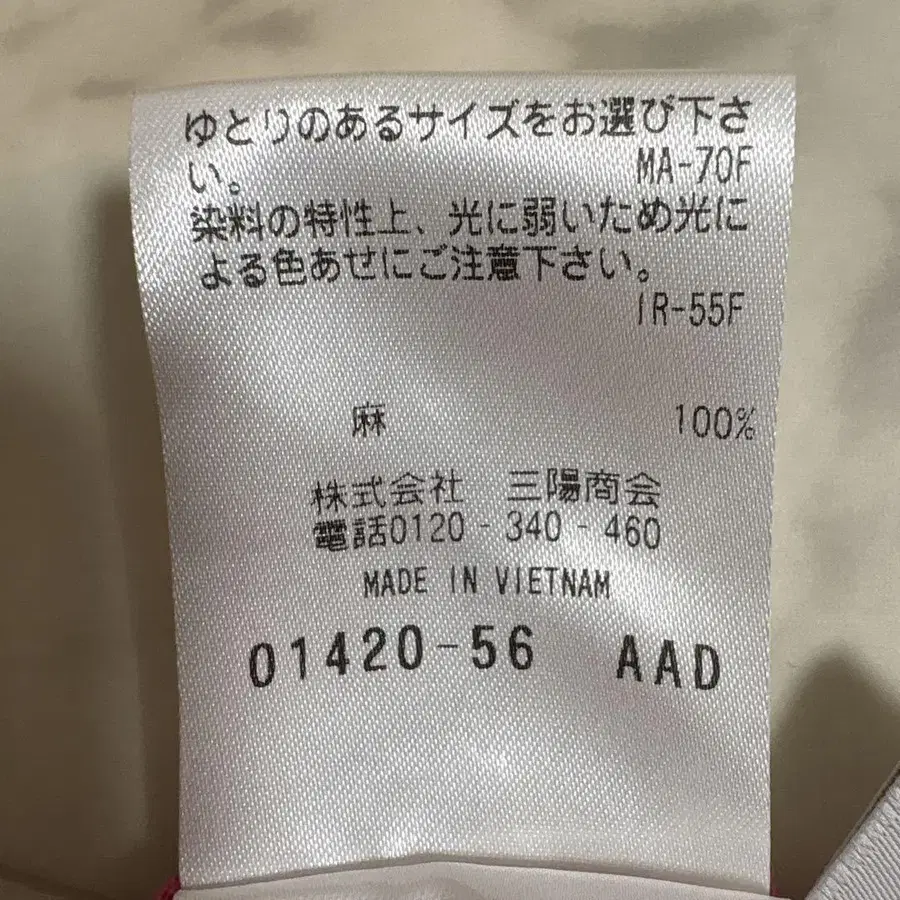 ゆとりのあるサイズをお選び下さ
い。 MA-70F
染料の特性上、光に弱いため光に
よる色あせにご注意下さい。
IR-55F
麻 100%
株式会社 三陽商会
電話0120-340-460
MADE IN VIETNAM
01420-56 AAD